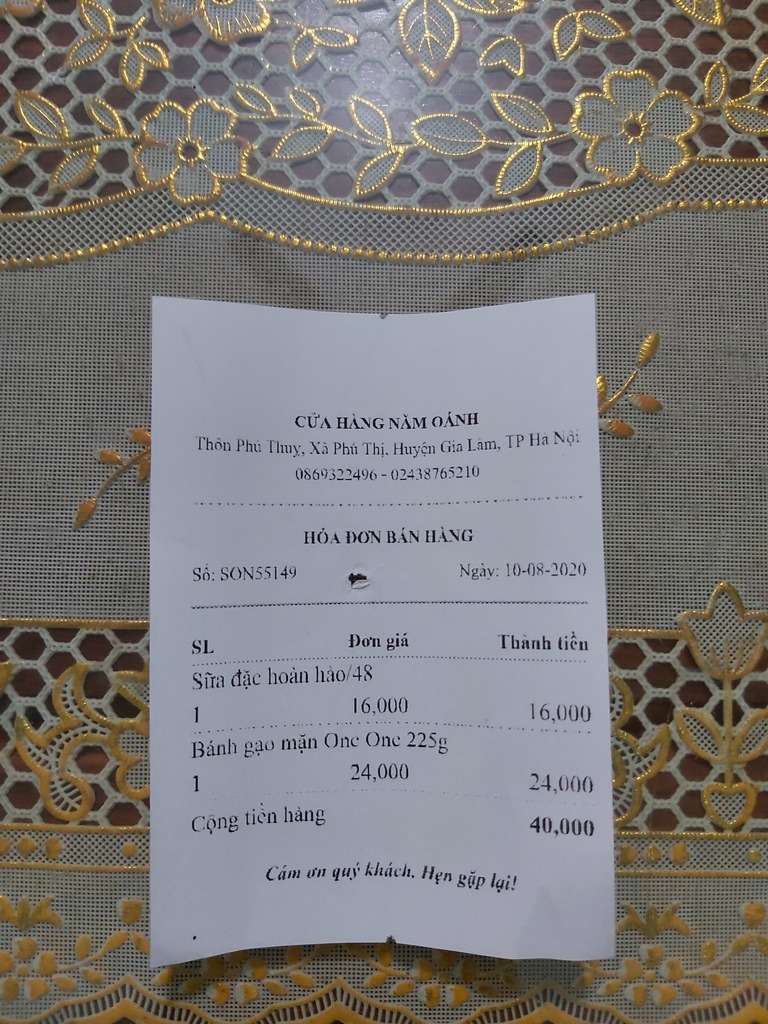 CỬA HÀNG NĂM OÁNH
Thôn Phú Thụy, Xã Phú Thị, Huyện Gia Lâm, TP Hà Nội
0869322496 - 02438765210
HÓA ĐƠN BÁN HÀNG
Số: SON55149 Ngày: 10-08-2020
SL Đơn giá Thành tiền
Sữa đặc hoàn hảo/48
1 16,000 16,000
Bánh gạo mặn One One 225g
1 24,000 24,000
Cộng tiền hàng 40,000
Cám ơn quý khách. Hẹn gặp lại!